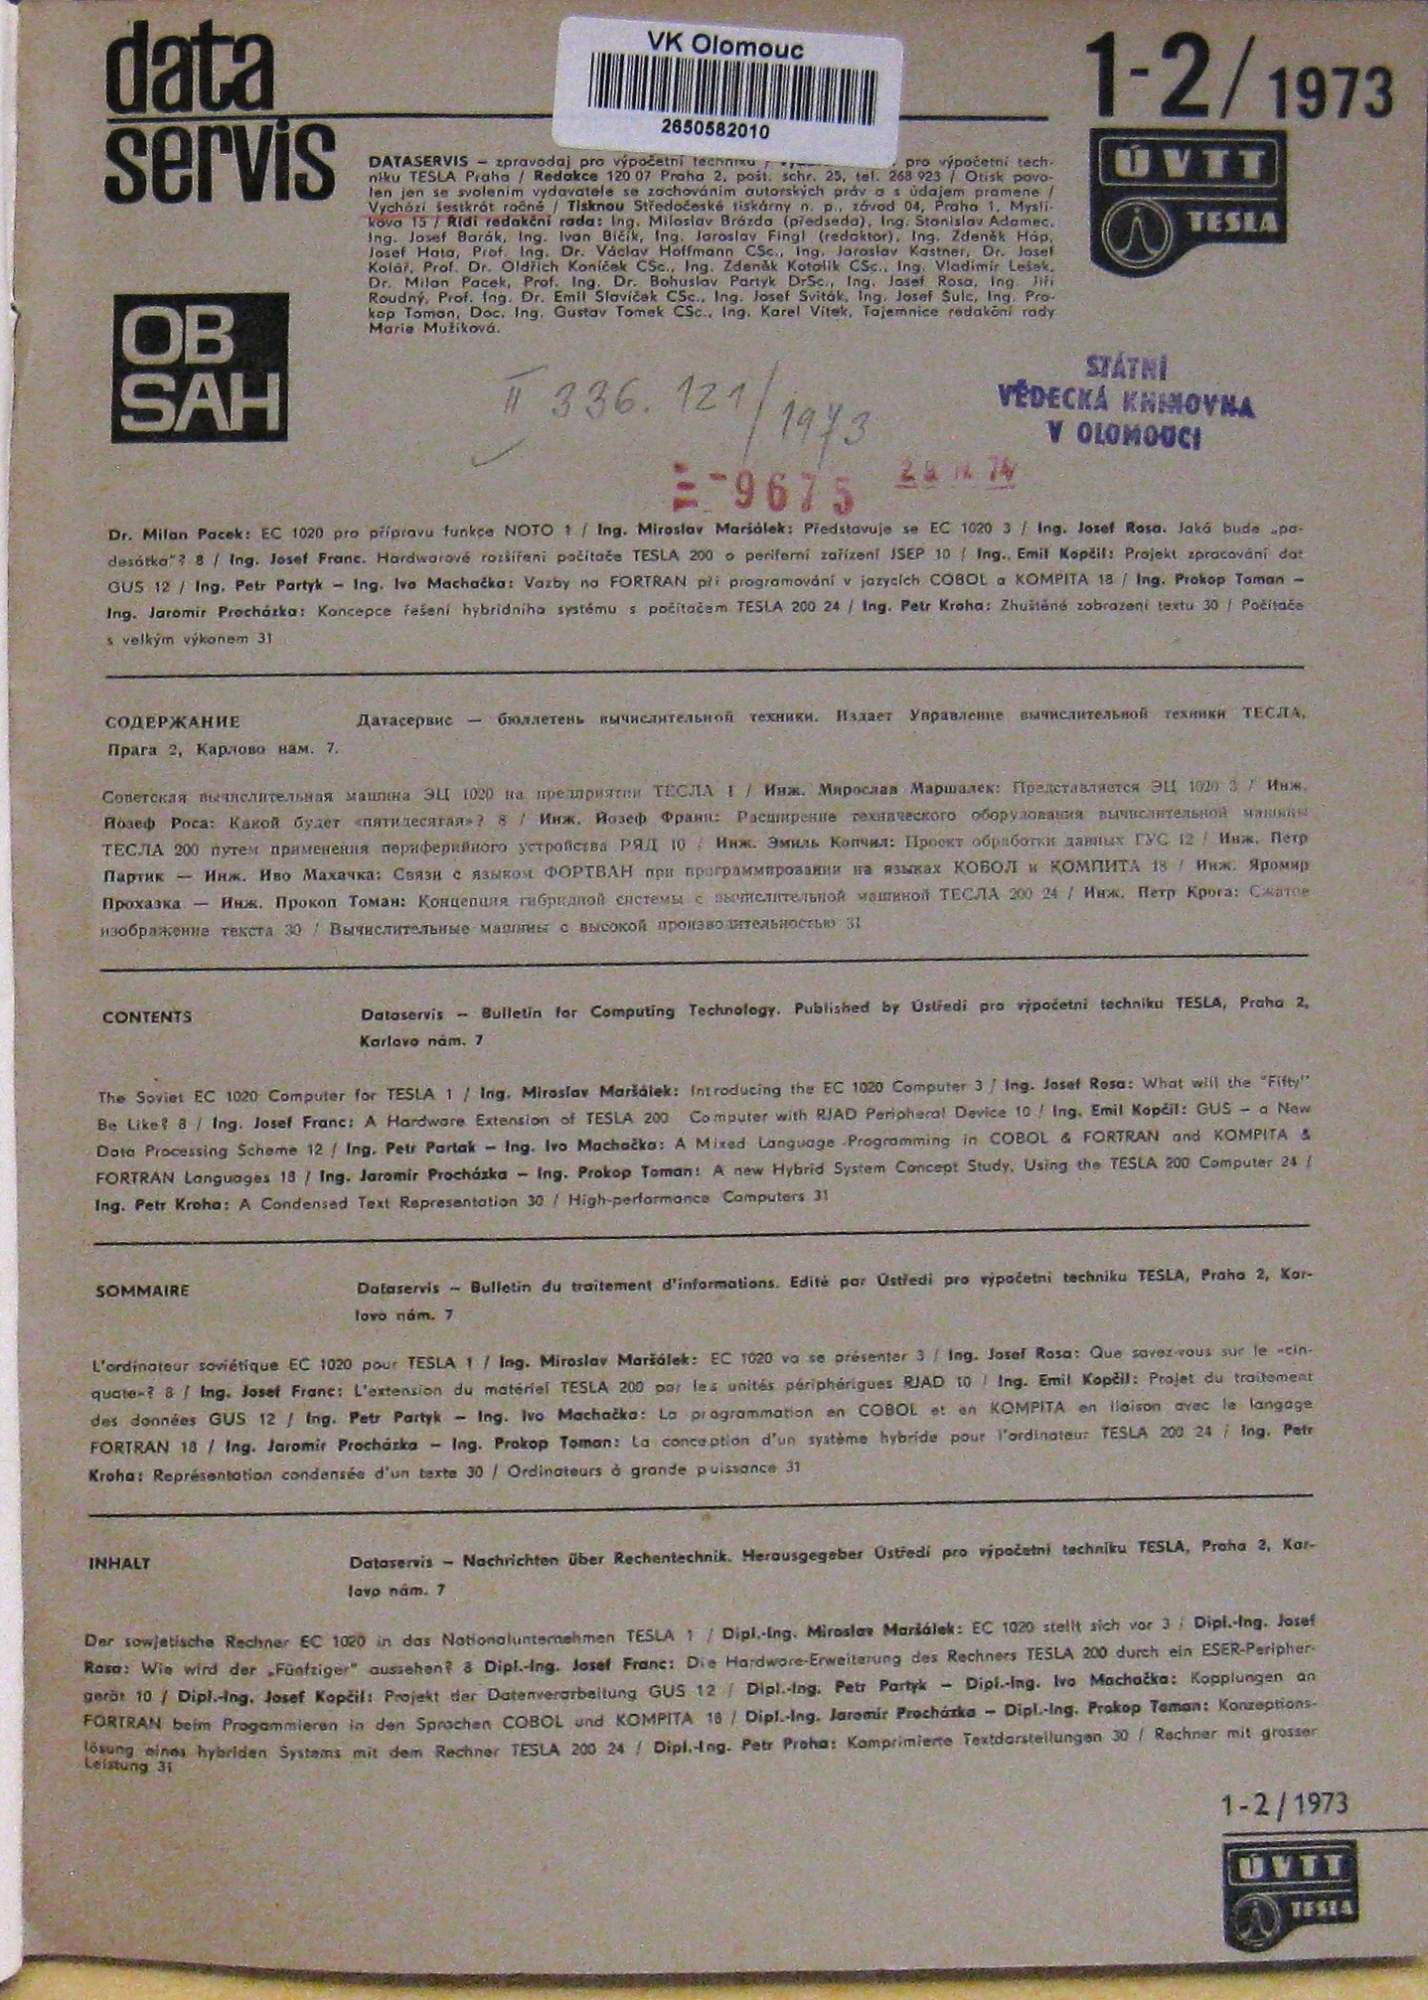 data
servis
VK Olomouc
2650582010
1-2/1973
ÚVTT
TESLA
DATASERVIS — zpravodaj pro výpočetní techniku / pro výpočetní tech-
niku TESLA Praha / Redakce 120 07 Praha 2, pošt. schr. 25, tel. 268 923 / Otisk povo-
len jen se svolením vydavatele se zachováním autorských práv a s údajem pramene /
Vychází šestkrát ročně / Tisknou Středočeské tiskárny n. p., závod 04, Praha 1, Mysli-
kova 15 / Řídí redakční rada: Ing. Miloslav Brázda (předseda), Ing. Stanislav Adamec,
Ing. Josef Barák, Ing. Ivan Bičík, Ing. Jaroslav Fingl (redaktor), Ing. Zdeněk Háp,
Josef Hata, Prof. Ing. Dr. Václav Hoffmann CSc., Ing. Jaroslav Kastner, Dr. Josef
Kolář, Prof. Dr. Oldřich Koníček CSc., Ing. Zdeněk Kotalík CSc., Ing. Vladimír Lešek,
Dr. Milan Pacek, Prof. Ing. Dr. Bohuslav Partyk DrSc., Ing. Josef Rosa, Ing. Jiří
Roudný, Prof. Ing. Dr. Emil Slavíček CSc., Ing. Josef Sviták, Ing. Josef Šulc, Ing. Pro-
kop Toman, Doc. Ing. Gustav Tomek CSc., Ing. Karel Vítek, Tajemnice redakční rady
Marie Mužíková.
OB
SAH
II 336.121/1973
STÁTNÍ
VĚDECKÁ KNIHOVNA
V OLOMOUCI
9675
Dr. Milan Pacek: EC 1020 pro přípravu funkce NOTO 1 / Ing. Miroslav Maršálek: Představuje se EC 1020 3 / Ing. Josef Rosa. Jaká bude „pa-
desátka"? 8 / Ing. Josef Franc. Hardwarové rozšíření počítače TESLA 200 o periferní zařízení JSEP 10 / Ing. Emil Kopčil: Projekt zpracování dat
GUS 12 / Ing. Petr Partyk — Ing. Ivo Machačka: Vazby na FORTRAN při programování v jazycích COBOL a KOMPITA 18 / Ing. Prokop Toman —
Ing. Jaromír Procházka: Koncepce řešení hybridního systému s počítačem TESLA 200 24 / Ing. Petr Kroha: Zhuštěné zobrazení textu 30 / Počítače
s velkým výkonem 31
СОДЕРЖАНИЕ Датасервис — бюллетень вычислительной техники. Издает Управление вычислительной техники ТЕСЛА,
Прага 2, Карлово нам. 7.
Советская вычислительная машина ЭЦ 1020 на предприятии ТЕСЛА 1 / Инж. Мирослав Маршалек: Представляется ЭЦ 1020 3 / Инж.
Йозеф Роса: Какой будет «пятидесятая»? 8 / Инж. Йозеф Франц: Расширение технического оборудования вычислительной машины
ТЕСЛА 200 путем применения периферийного устройства РЯД 10 / Инж. Эмиль Копчил: Проект обработки данных ГУС 12 / Инж. Петр
Партик — Инж. Иво Махачка: Связи с языком ФОРТВАН при программировании на языках КОБОЛ и КОМПИТА 18 / Инж. Яромир
Прохазка — Инж. Прокоп Томан: Концепция гибридной системы с вычислительной машиной ТЕСЛА 200 24 / Инж. Петр Крога: Сжатое
изображение текста 30 / Вычислительные машины с высокой производительностью 31
CONTENTS Dataservis — Bulletin for Computing Technology. Published by Ústředí pro výpočetní techniku TESLA, Praha 2,
Karlovo nám. 7
The Soviet EC 1020 Computer for TESLA 1 / Ing. Miroslav Maršálek: Introducing the EC 1020 Computer 3 / Ing. Josef Rosa: What will the "Fifty"
Be Like? 8 / Ing. Josef Franc: A Hardware Extension of TESLA 200 Computer with RJAD Peripheral Device 10 / Ing. Emil Kopčil: GUS — a New
Data Processing Scheme 12 / Ing. Petr Partak — Ing. Ivo Machačka: A Mixed Language Programming in COBOL & FORTRAN and KOMPITA &
FORTRAN Languages 18 / Ing. Jaromír Procházka — Ing. Prokop Toman: A new Hybrid System Concept Study, Using the TESLA 200 Computer 24 /
Ing. Petr Kroha: A Condensed Text Representation 30 / High-performance Computers 31
SOMMAIRE Dataservis — Bulletin du traitement d'informations. Edité par Ústředí pro výpočetní techniku TESLA, Praha 2, Kar-
lovo nám. 7
L'ordinateur soviétique EC 1020 pour TESLA 1 / Ing. Miroslav Maršálek: EC 1020 va se présenter 3 / Ing. Josef Rosa: Que savez-vous sur le «cin-
quate»? 8 / Ing. Josef Franc: L'extension du matériel TESLA 200 par les unités périphérigues RJAD 10 / Ing. Emil Kopčil: Projet du traitement
des données GUS 12 / Ing. Petr Partyk — Ing. Ivo Machačka: La programmation en COBOL et en KOMPITA en liaison avec le langage
FORTRAN 18 / Ing. Jaromír Procházka — Ing. Prokop Toman: La conception d'un système hybride pour l'ordinateur TESLA 200 24 / Ing. Petr
Kroha: Représentation condensée d'un texte 30 / Ordinateurs à grande puissance 31
INHALT Dataservis — Nachrichten über Rechentechnik. Herausgegeber Ústředí pro výpočetní techniku TESLA, Praha 2, Kar-
lovo nám. 7
Der sowjetische Rechner EC 1020 in das Nationalunternehmen TESLA 1 / Dipl.-Ing. Miroslav Maršálek: EC 1020 stellt sich vor 3 / Dipl.-Ing. Josef
Rosa: Wie wird der „Fünfziger" aussehen? 8 Dipl.-Ing. Josef Franc: Die Hardware-Erweiterung des Rechners TESLA 200 durch ein ESER-Peripher-
gerät 10 / Dipl.-Ing. Josef Kopčil: Projekt der Datenverarbeitung GUS 12 / Dipl.-Ing. Petr Partyk — Dipl.-Ing. Ivo Machačka: Kopplungen an
FORTRAN beim Progammieren in den Sprachen COBOL und KOMPITA 18 / Dipl.-Ing. Jaromír Procházka — Dipl.-Ing. Prokop Toman: Konzeptions-
lösung eines hybriden Systems mit dem Rechner TESLA 200 24 / Dipl.-Ing. Petr Proha: Komprimierte Textdarstellungen 30 / Rechner mit grosser
Leistung 31
1-2/1973
ÚVTT
TESLA